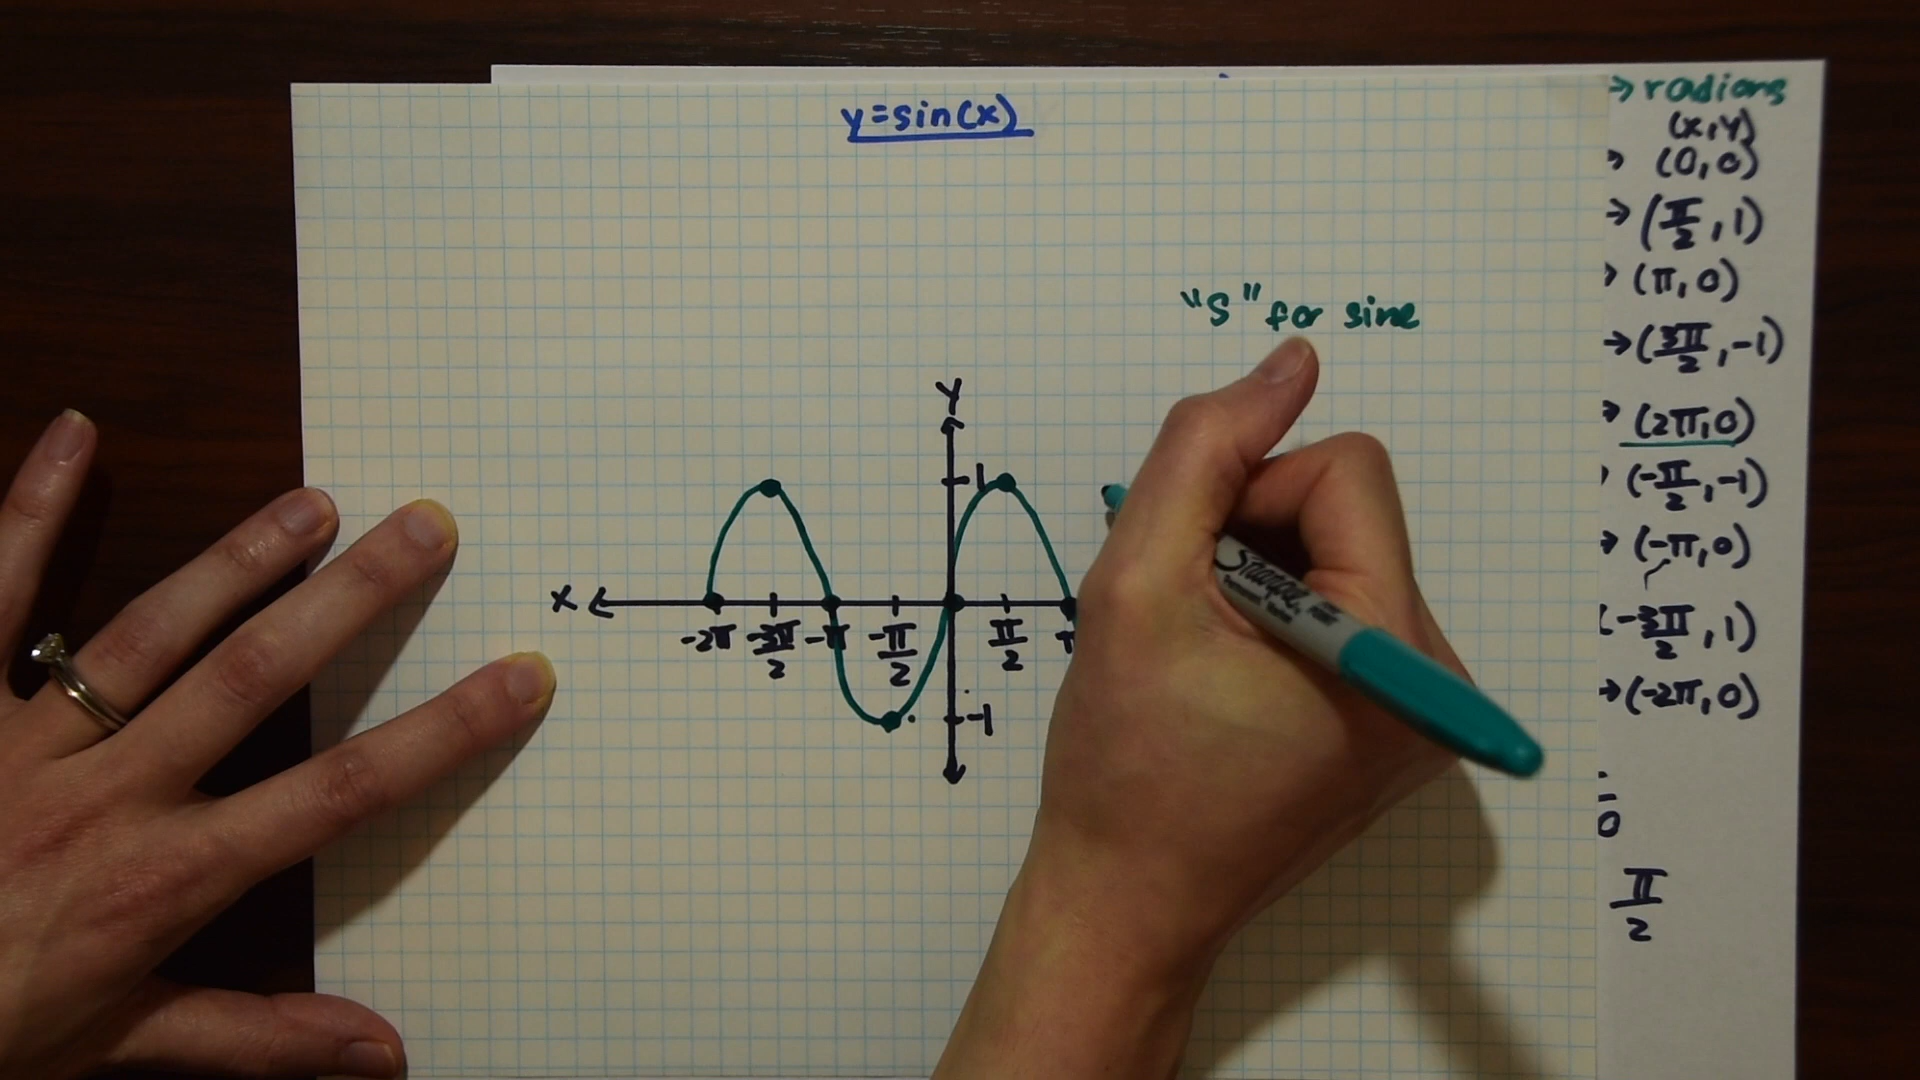 y=sin(x)
"S" for sine
y
1
x
-2π -3π/2 -π -π/2 π/2 π
-1
Sharpie
→ radians
(x,y)
→ (0,0)
→ (π/2, 1)
→ (π, 0)
→ (3π/2, -1)
→ (2π, 0)
→ (-π/2, -1)
→ (-π, 0)
(-3π/2, 1)
→ (-2π, 0)
0
π/2